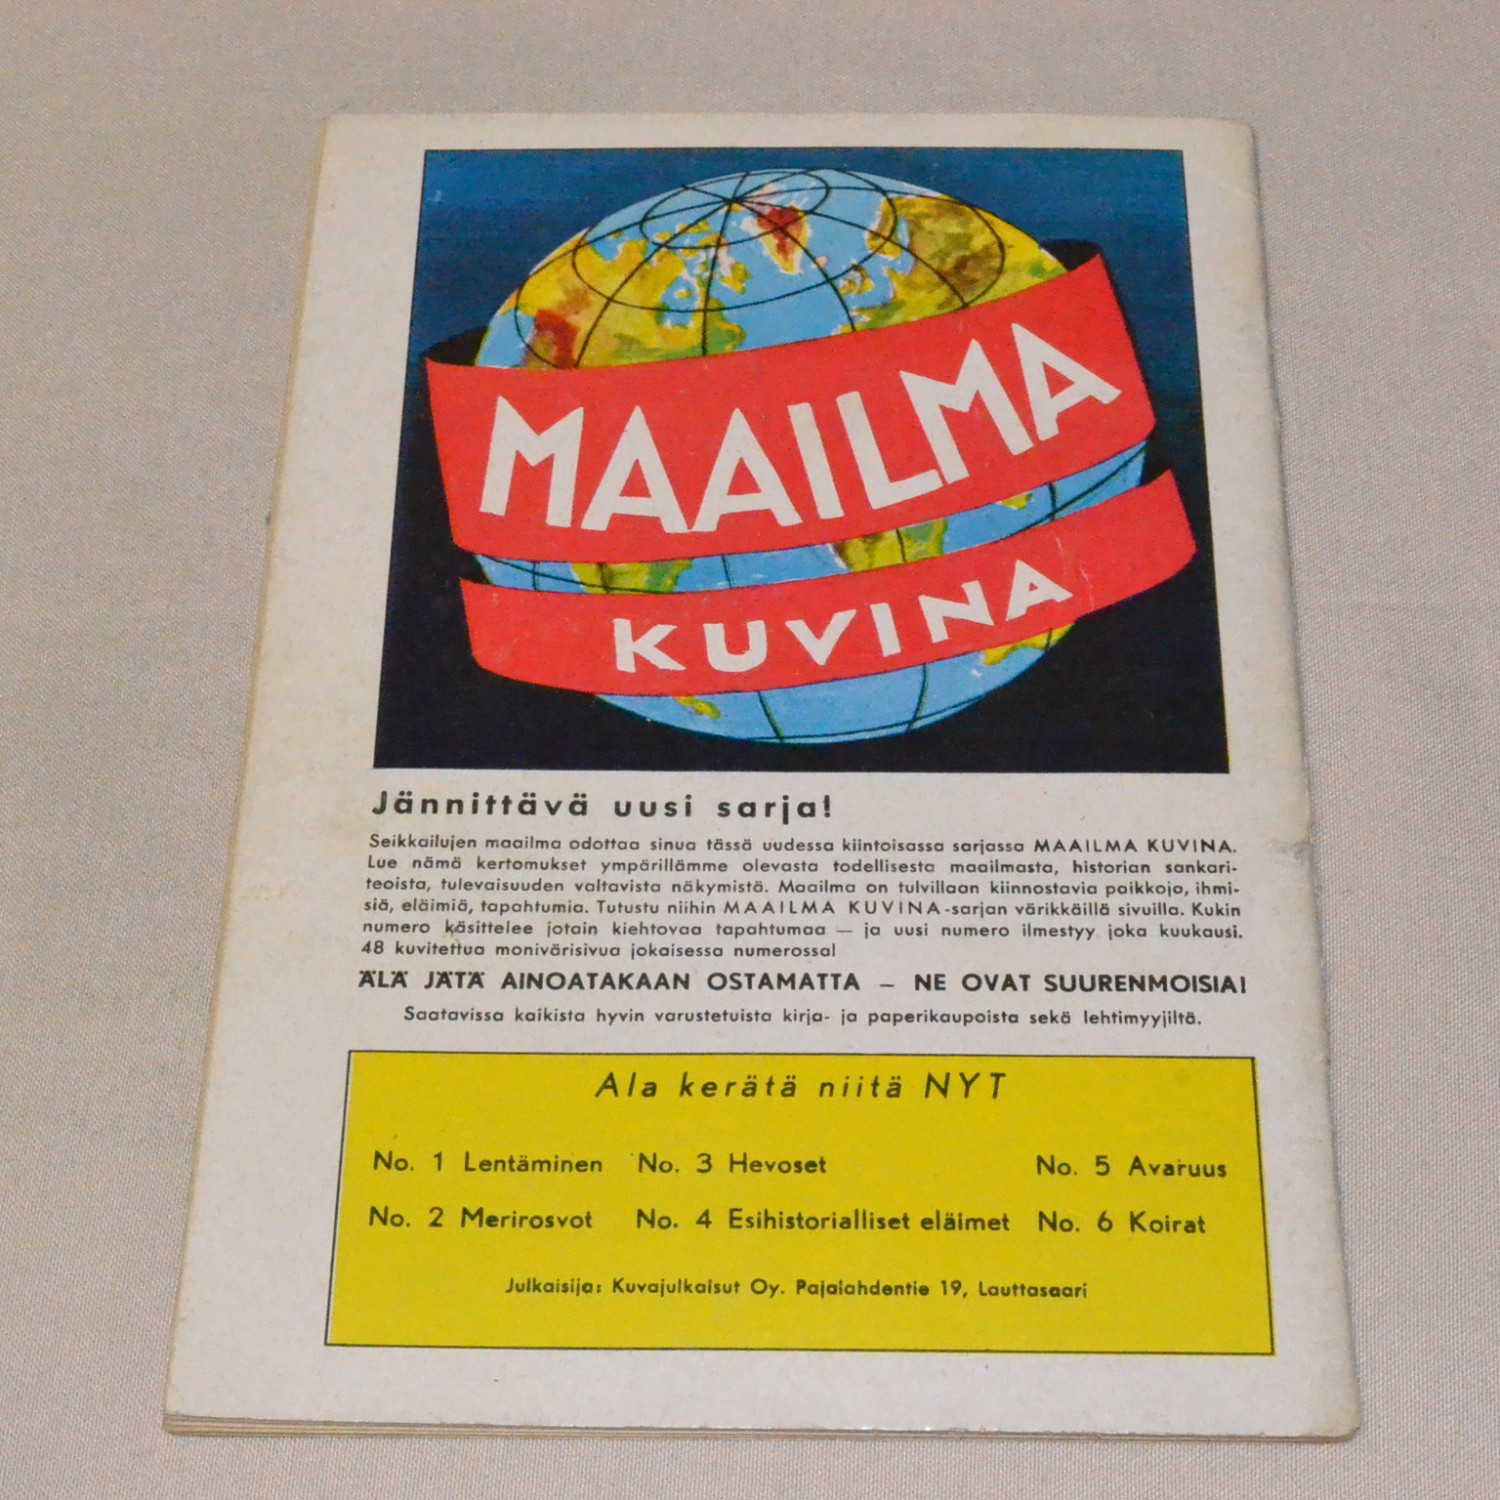 MAAILMA
KUVINA
Jännittävä uusi sarja!
Seikkailujen maailma odottaa sinua tässä uudessa kiintoisassa sarjassa MAAILMA KUVINA.
Lue nämä kertomukset ympärillämme olevasta todellisesta maailmasta, historian sankari-
teoista, tulevaisuuden valtavista näkymistä. Maailma on tulvillaan kiinnostavia paikkoja, ihmi-
siä, eläimiä, tapahtumia. Tutustu niihin MAAILMA KUVINA-sarjan värikkäillä sivuilla. Kukin
numero käsittelee jotain kiehtovaa tapahtumaa — ja uusi numero ilmestyy joka kuukausi.
48 kuvitettua monivärisivua jokaisessa numerossa!
ÄLÄ JÄTÄ AINOATAKAAN OSTAMATTA – NE OVAT SUURENMOISIA!
Saatavissa kaikista hyvin varustetuista kirja- ja paperikaupoista sekä lehtimyyjiltä.
Ala kerätä niitä NYT
No. 1 Lentäminen No. 3 Hevoset No. 5 Avaruus
No. 2 Merirosvot No. 4 Esihistorialliset eläimet No. 6 Koirat
Julkaisija: Kuvajulkaisut Oy. Pajalahdentie 19, Lauttasaari